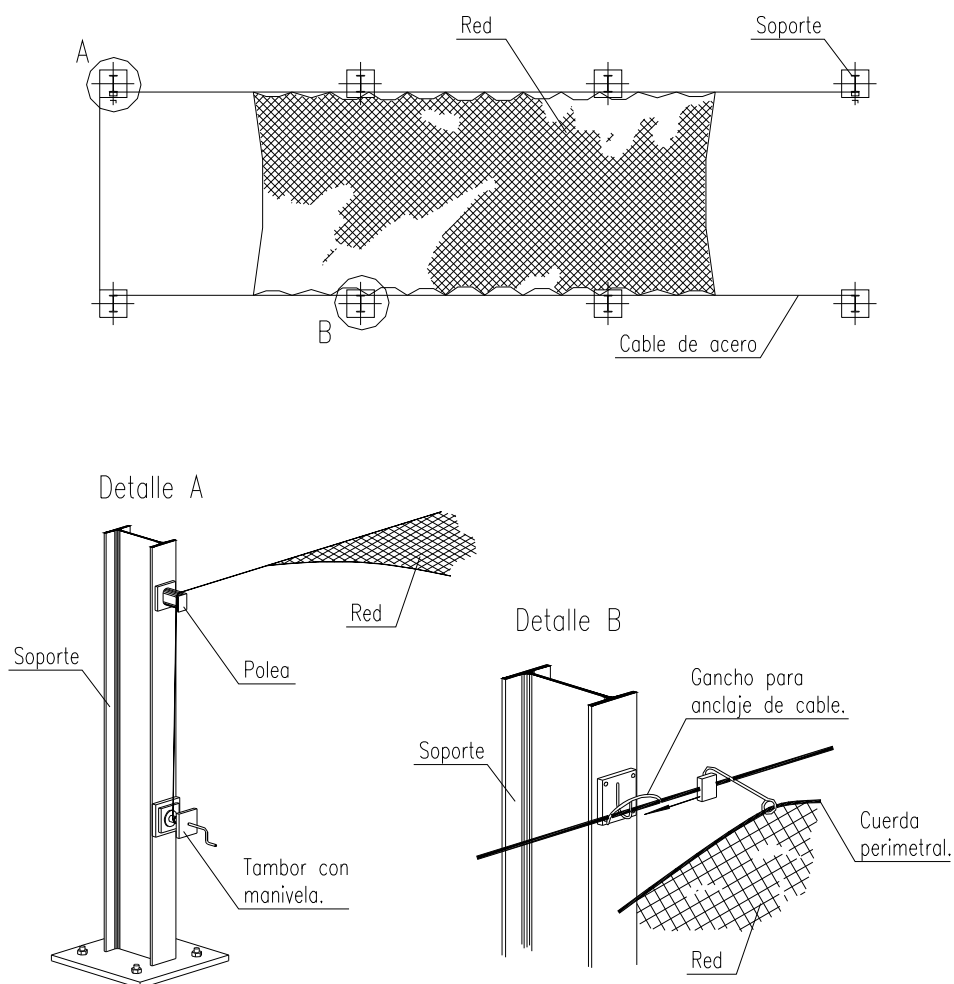 Red
Soporte
A
B
Cable de acero
Detalle A
Red
Soporte
Polea
Tambor con
manivela.
Detalle B
Gancho para
anclaje de cable.
Soporte
Cuerda
perimetral.
Red